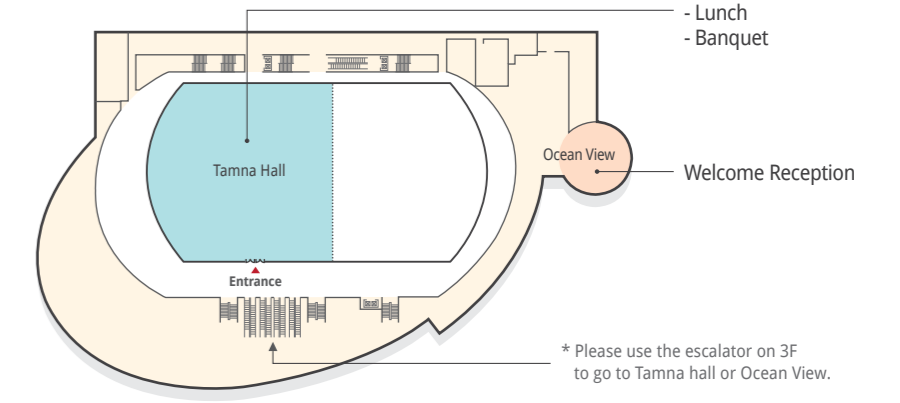 - Lunch
- Banquet
Tamna Hall
Ocean View
Welcome Reception
Entrance
* Please use the escalator on 3F
to go to Tamna hall or Ocean View.